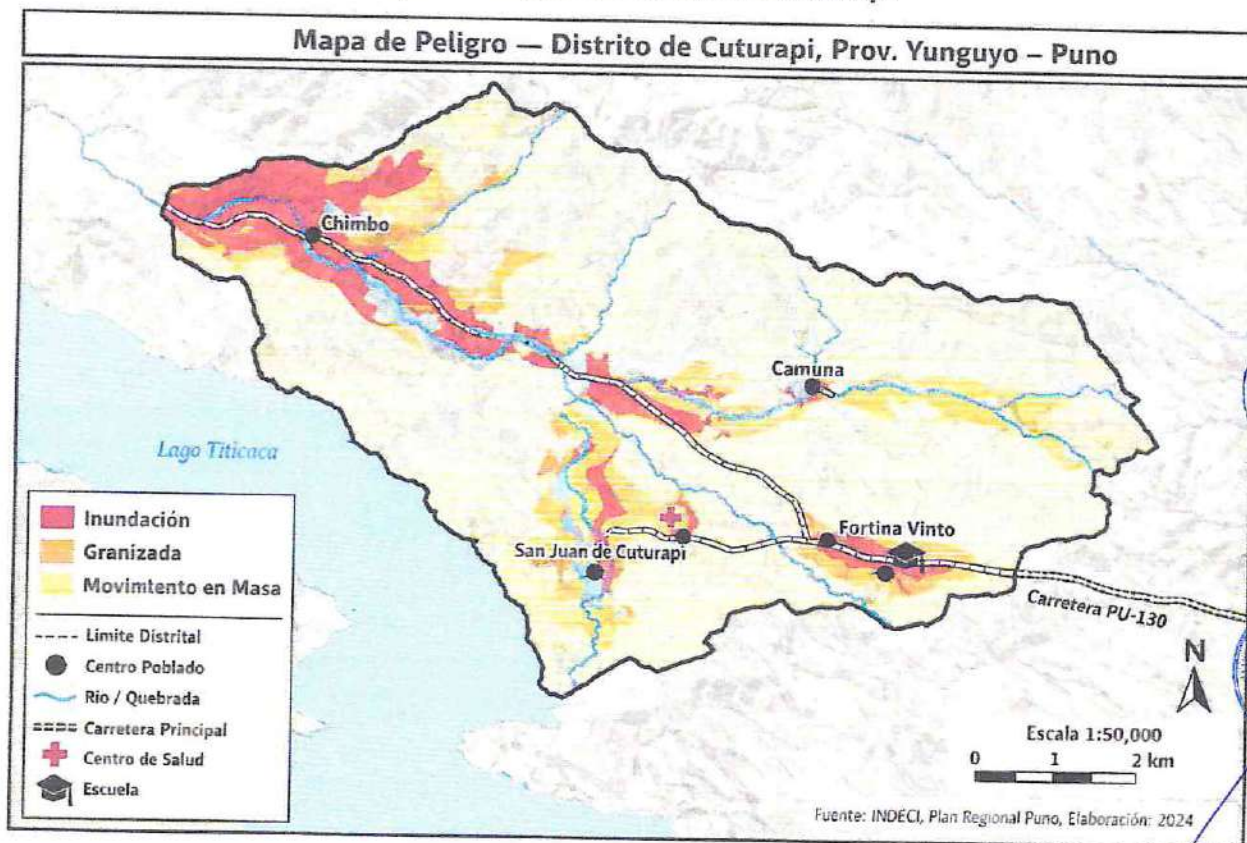 Mapa de Peligro — Distrito de Cuturapi, Prov. Yunguyo – Puno
Chimbo
Camuna
Lago Titicaca
Fortina Vinto
San Juan de Cuturapi
Carretera PU-130
Inundación
Granizada
Movimiento en Masa
Limite Distrital
Centro Poblado
Rio / Quebrada
Carretera Principal
Centro de Salud
Escuela
N
Escala 1:50,000
0 1 2 km
Fuente: INDECI, Plan Regional Puno, Elaboración: 2024